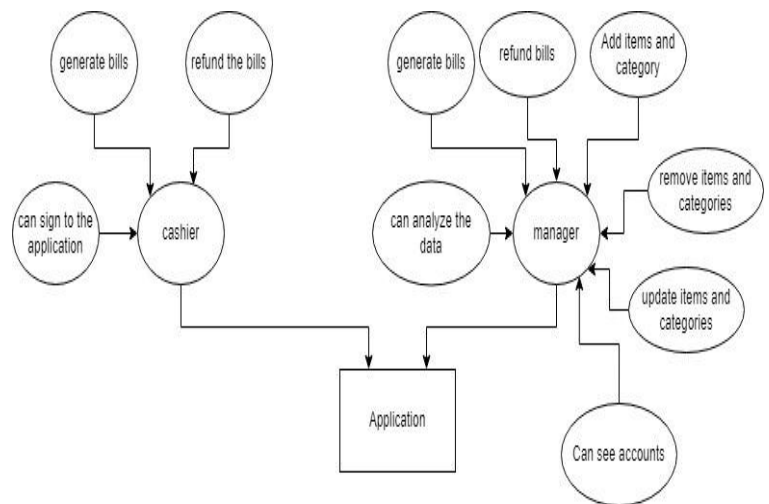 generate bills
refund the bills
generate bills
refund bills
Add items and
category
can sign to the
application
cashier
can analyze the
data
manager
remove items and
categories
update items and
categories
Application
Can see accounts